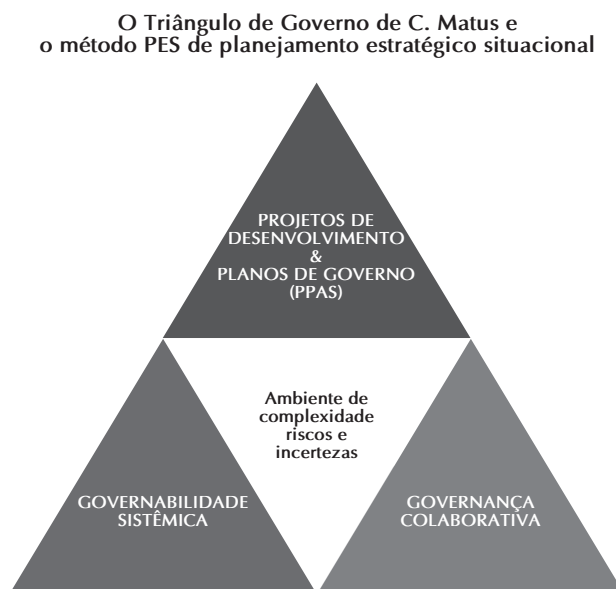 O Triângulo de Governo de C. Matus e
o método PES de planejamento estratégico situacional
PROJETOS DE
DESENVOLVIMENTO
&
PLANOS DE GOVERNO
(PPAS)
Ambiente de
complexidade
riscos e
incertezas
GOVERNABILIDADE
SISTÊMICA
GOVERNANÇA
COLABORATIVA